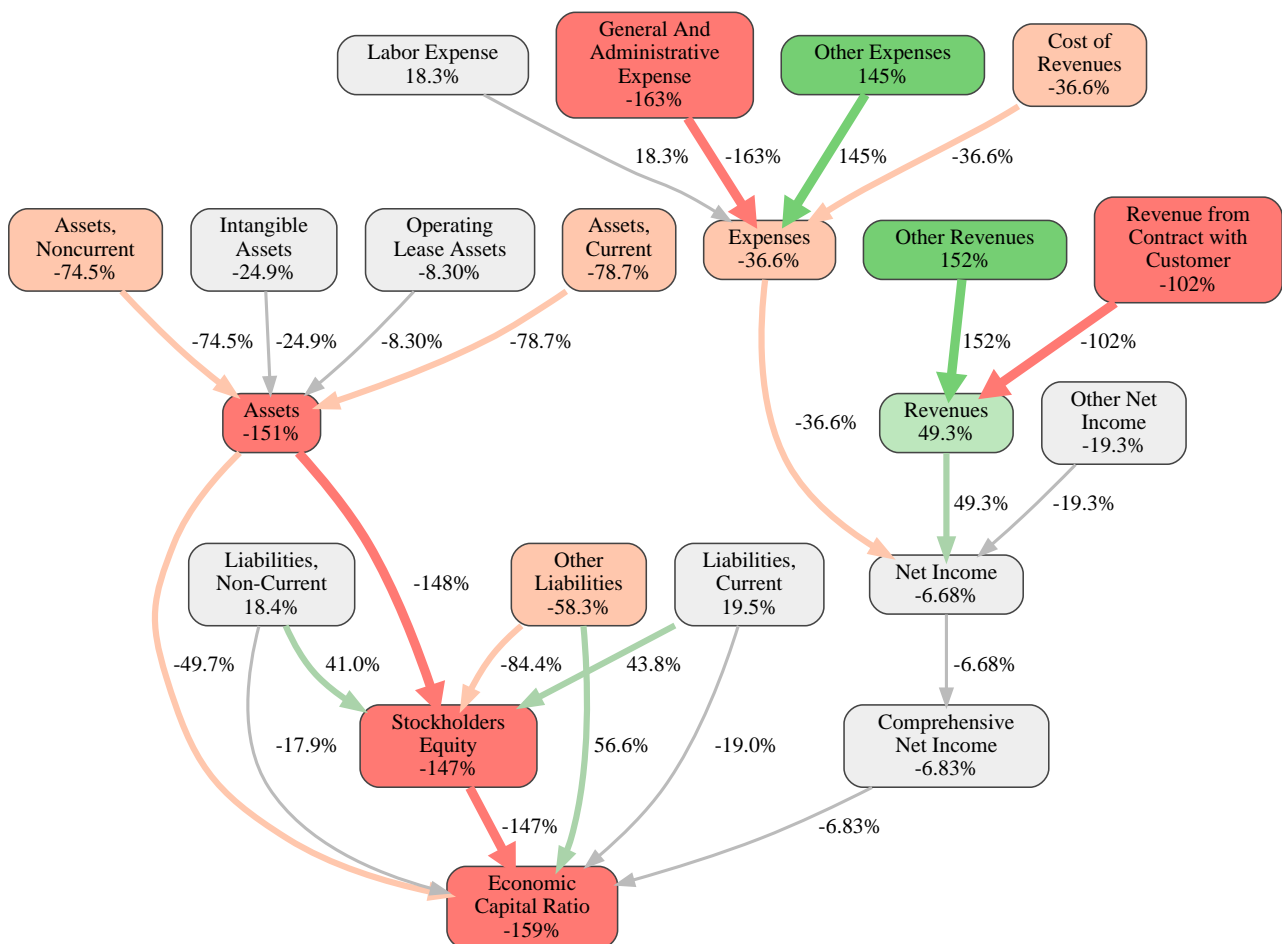 Labor Expense
18.3%
General And
Administrative
Expense
-163%
Other Expenses
145%
Cost of
Revenues
-36.6%
18.3%
-163%
145%
-36.6%
Assets,
Noncurrent
-74.5%
Intangible
Assets
-24.9%
Operating
Lease Assets
-8.30%
Assets,
Current
-78.7%
Expenses
-36.6%
Other Revenues
152%
Revenue from
Contract with
Customer
-102%
-74.5%
-24.9%
-8.30%
-78.7%
152%
-102%
Assets
-151%
-36.6%
Revenues
49.3%
Other Net
Income
-19.3%
49.3%
-19.3%
Liabilities,
Non-Current
18.4%
-148%
Other
Liabilities
-58.3%
Liabilities,
Current
19.5%
Net Income
-6.68%
-49.7%
41.0%
-84.4%
43.8%
-6.68%
-17.9%
Stockholders
Equity
-147%
56.6%
-19.0%
Comprehensive
Net Income
-6.83%
-147%
-6.83%
Economic
Capital Ratio
-159%